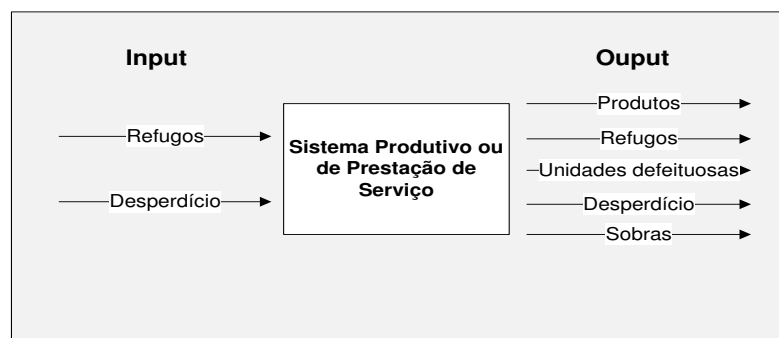 Input
Ouput
Produtos
Refugos
Refugos
Sistema Produtivo ou
de Prestação de
Serviço
Unidades defeituosas
Desperdício
Desperdício
Sobras